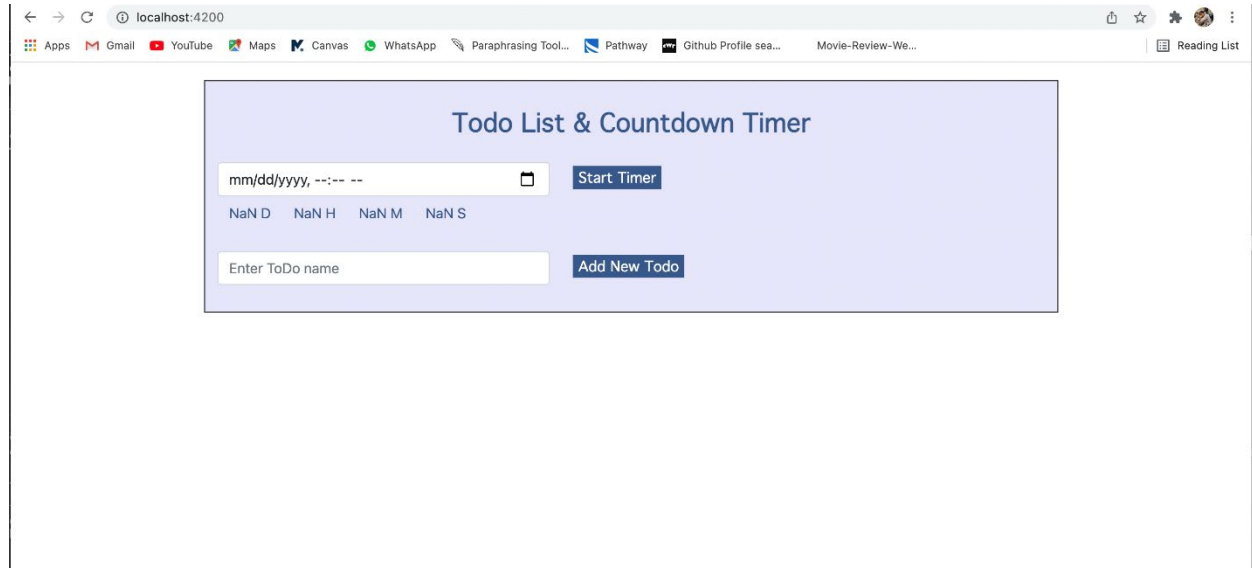 localhost:4200
Apps Gmail YouTube Maps Canvas WhatsApp Paraphrasing Tool... Pathway Github Profile sea... Movie-Review-We... Reading List
Todo List & Countdown Timer
mm/dd/yyyy, --:-- -- Start Timer
NaN D NaN H NaN M NaN S
Enter ToDo name Add New Todo